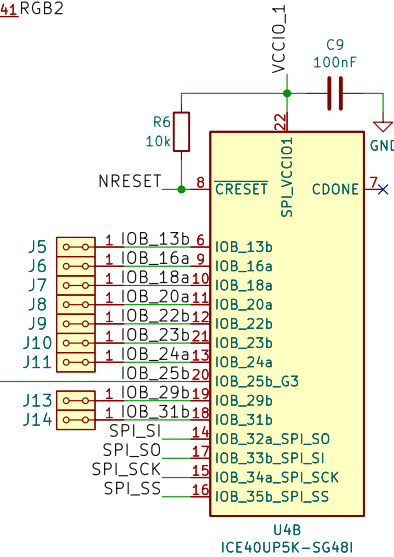 41 RGB2
VCCIO_1
C9
100nF
R6
10k
GND
22
NRESET 8 CRESET SPI_VCCIO1 CDONE 7
J5 1 IOB_13b 6 IOB_13b
J6 1 IOB_16a 9 IOB_16a
J7 1 IOB_18a 10 IOB_18a
J8 1 IOB_20a 11 IOB_20a
J9 1 IOB_22b 12 IOB_22b
J10 1 IOB_23b 21 IOB_23b
J11 1 IOB_24a 13 IOB_24a
IOB_25b 20 IOB_25b_G3
J13 1 IOB_29b 19 IOB_29b
J14 1 IOB_31b 18 IOB_31b
SPI_SI 14 IOB_32a_SPI_SO
SPI_SO 17 IOB_33b_SPI_SI
SPI_SCK 15 IOB_34a_SPI_SCK
SPI_SS 16 IOB_35b_SPI_SS
U4B
ICE40UP5K-SG48I